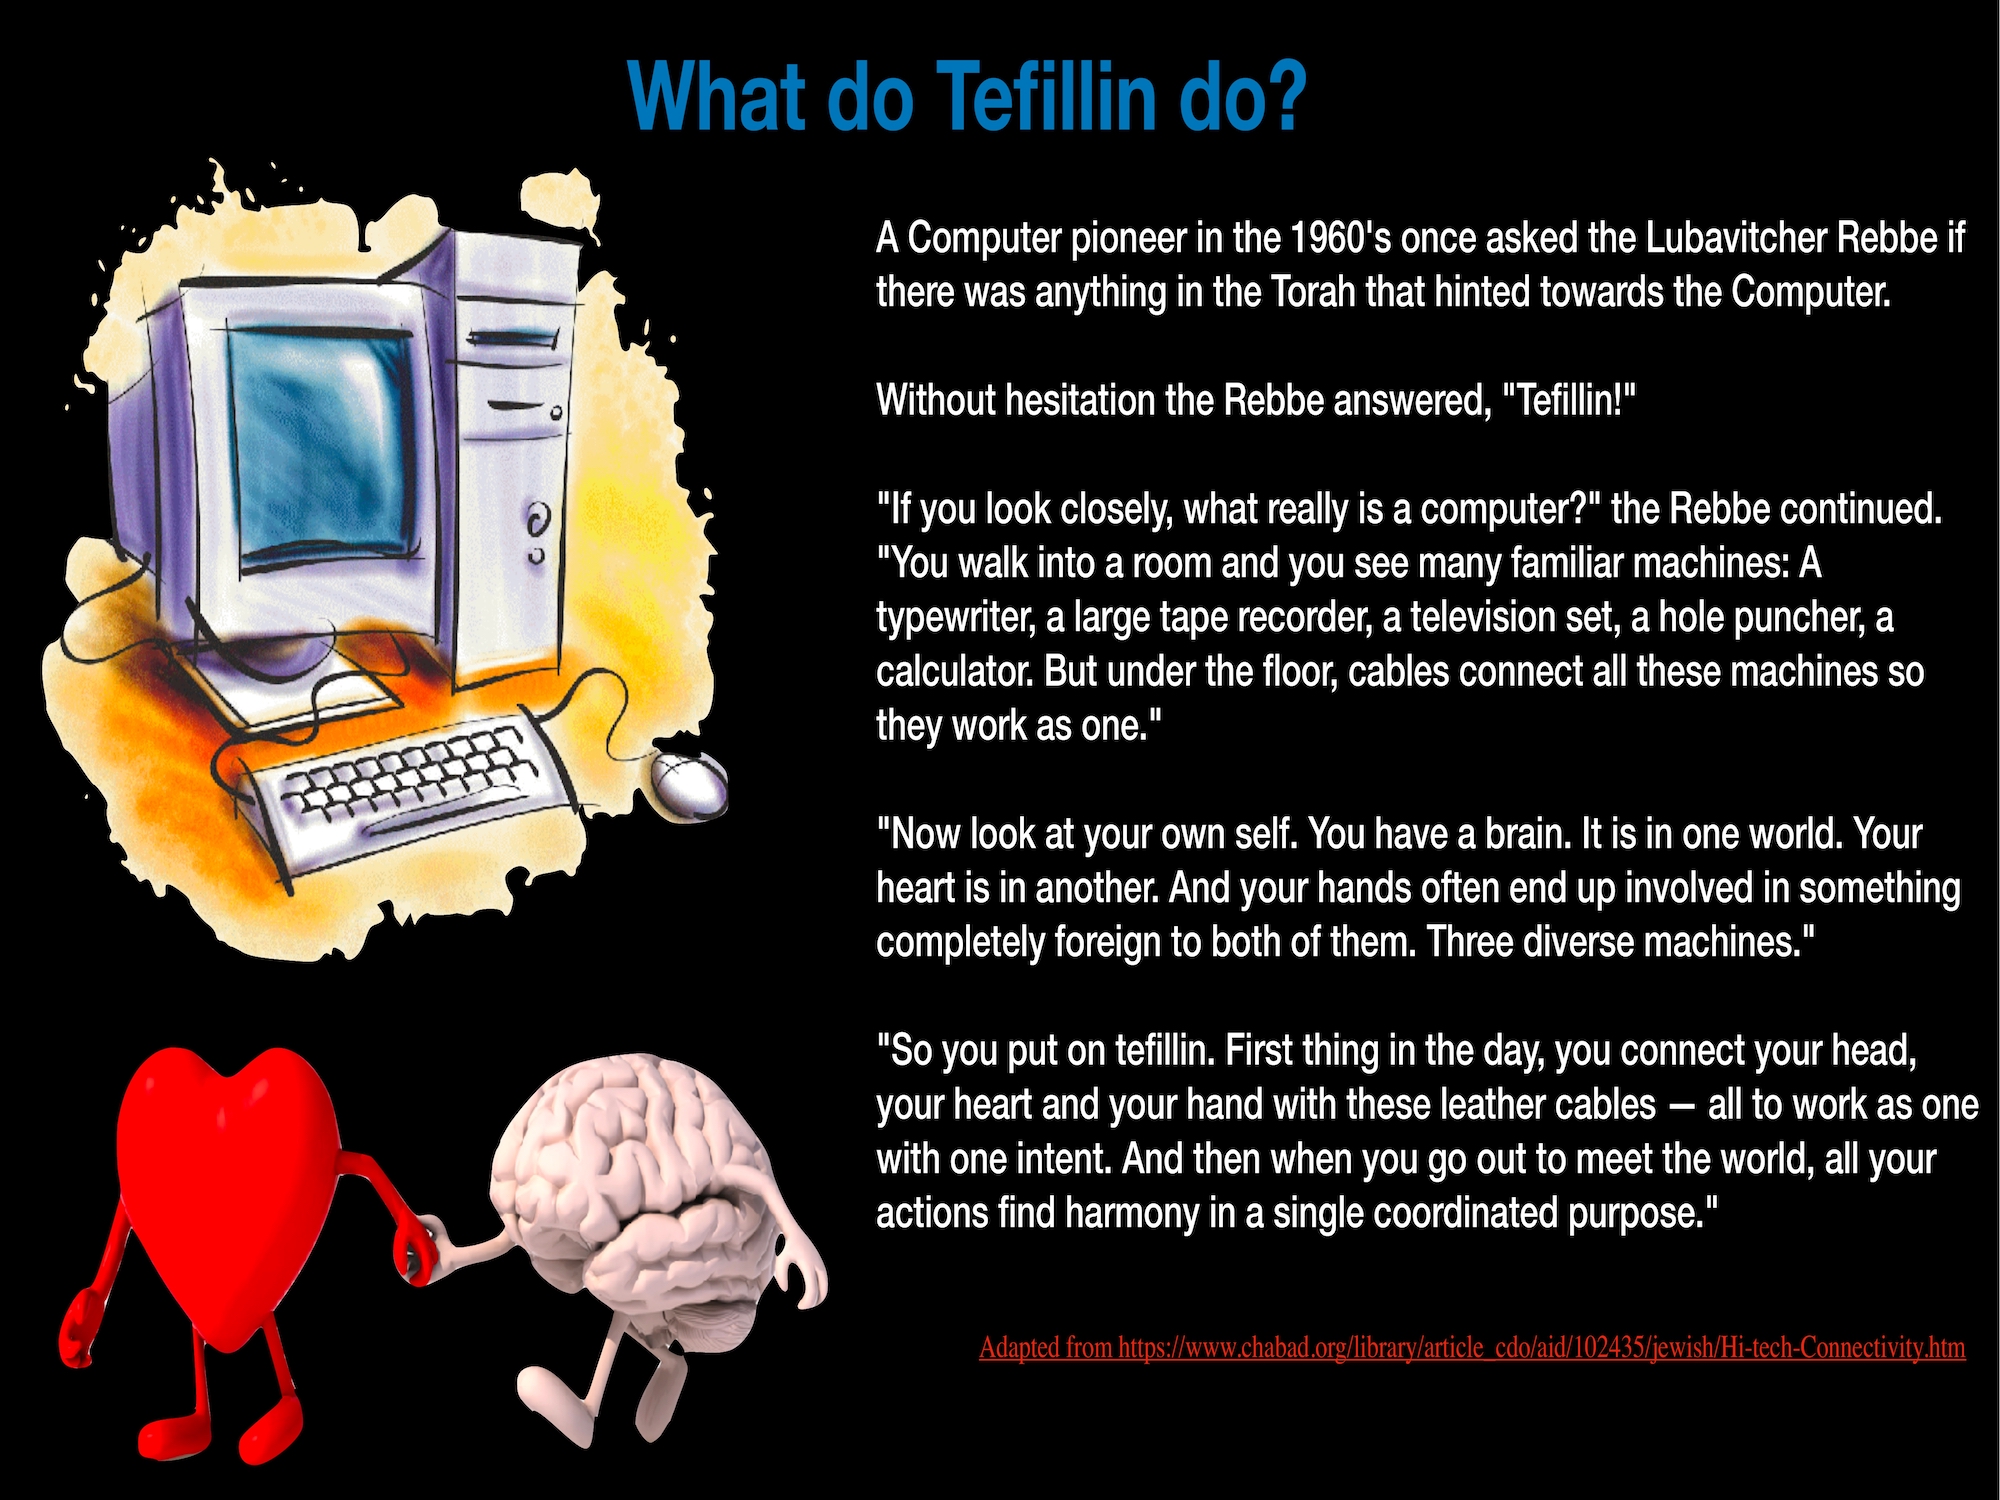 What do Tefillin do?
A Computer pioneer in the 1960's once asked the Lubavitcher Rebbe if
there was anything in the Torah that hinted towards the Computer.
Without hesitation the Rebbe answered, "Tefillin!"
"If you look closely, what really is a computer?" the Rebbe continued.
"You walk into a room and you see many familiar machines: A
typewriter, a large tape recorder, a television set, a hole puncher, a
calculator. But under the floor, cables connect all these machines so
they work as one."
"Now look at your own self. You have a brain. It is in one world. Your
heart is in another. And your hands often end up involved in something
completely foreign to both of them. Three diverse machines."
"So you put on tefillin. First thing in the day, you connect your head,
your heart and your hand with these leather cables — all to work as one
with one intent. And then when you go out to meet the world, all your
actions find harmony in a single coordinated purpose."
Adapted from https://www.chabad.org/library/article_cdo/aid/102435/jewish/Hi-tech-Connectivity.htm